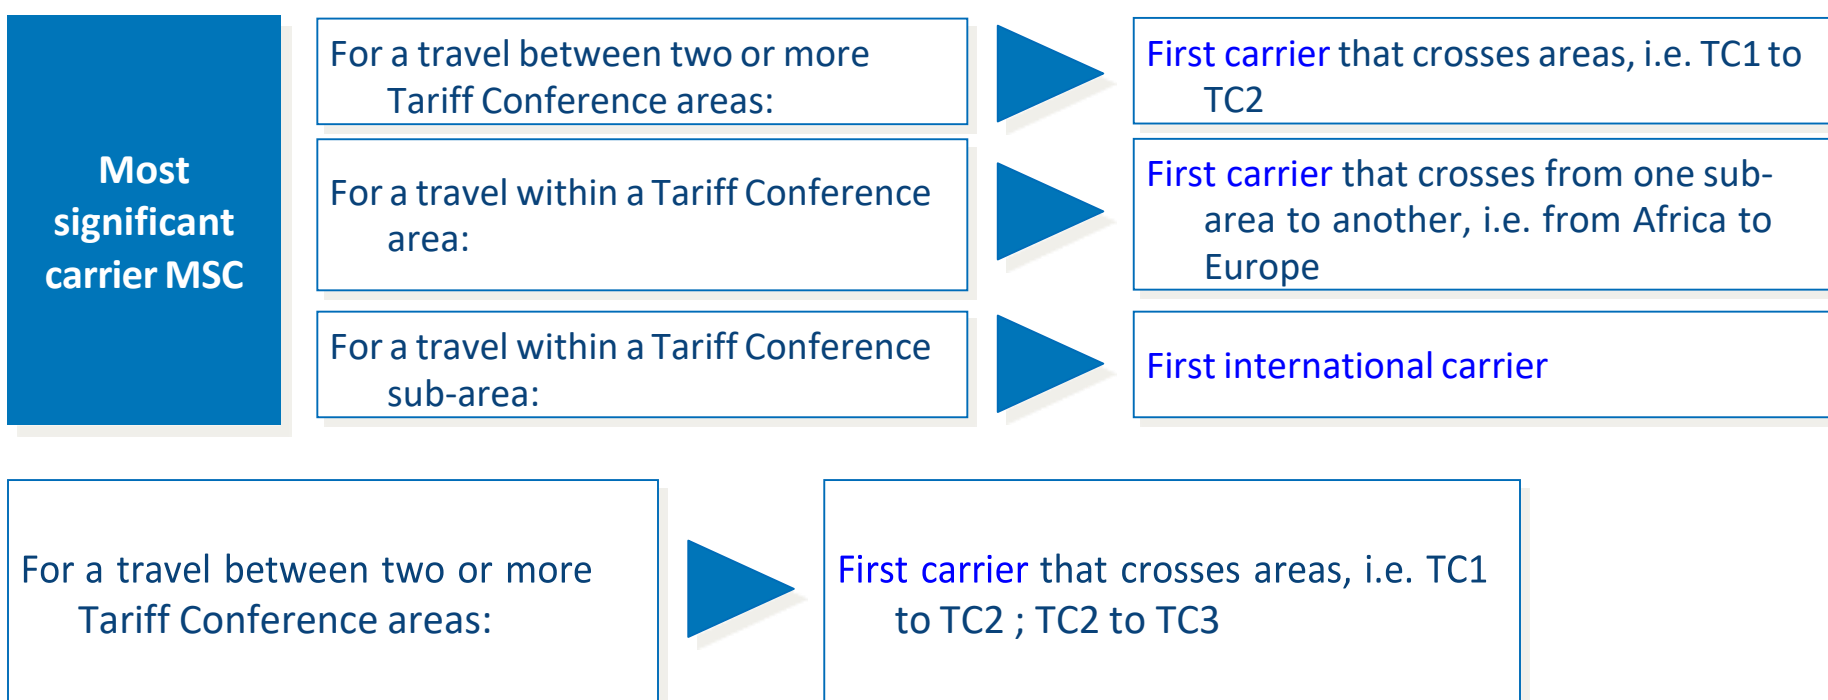 Most
significant
carrier MSC
For a travel between two or more
Tariff Conference areas:
First carrier that crosses areas, i.e. TC1 to
TC2
For a travel within a Tariff Conference
area:
First carrier that crosses from one sub-
area to another, i.e. from Africa to
Europe
For a travel within a Tariff Conference
sub-area:
First international carrier
For a travel between two or more
Tariff Conference areas:
First carrier that crosses areas, i.e. TC1
to TC2 ; TC2 to TC3